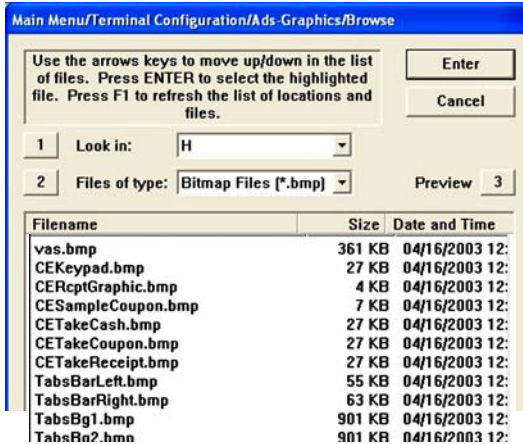 Main Menu/Terminal Configuration/Ads-Graphics/Browse
Use the arrows keys to move up/down in the list
of files. Press ENTER to select the highlighted
file. Press F1 to refresh the list of locations and
files.
Enter
Cancel
1 Look in: H
2 Files of type: Bitmap Files (*.bmp) Preview 3
Filename Size Date and Time
vas.bmp 361 KB 04/16/2003 12:
CEKeypad.bmp 27 KB 04/16/2003 12:
CERcptGraphic.bmp 4 KB 04/16/2003 12:
CESampleCoupon.bmp 7 KB 04/16/2003 12:
CETakeCash.bmp 27 KB 04/16/2003 12:
CETakeCoupon.bmp 27 KB 04/16/2003 12:
CETakeReceipt.bmp 27 KB 04/16/2003 12:
TabsBarLeft.bmp 55 KB 04/16/2003 12:
TabsBarRight.bmp 63 KB 04/16/2003 12:
TabsBg1.bmp 901 KB 04/16/2003 12:
TabsBg2.bmp 901 KB 04/16/2003 12: